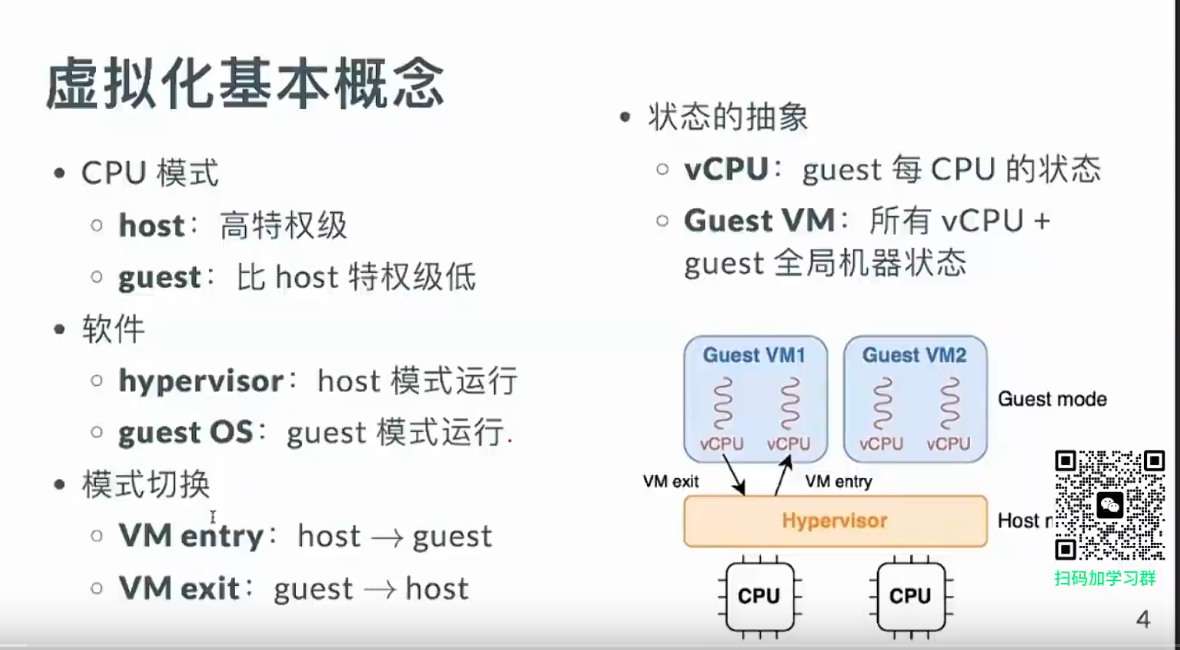 虚拟化基本概念
• CPU 模式
○ host：高特权级
○ guest：比 host 特权级低
• 软件
○ hypervisor：host 模式运行
○ guest OS：guest 模式运行.
• 模式切换
○ VM entry：host → guest
○ VM exit：guest → host
• 状态的抽象
○ vCPU：guest 每 CPU 的状态
○ Guest VM：所有 vCPU +
guest 全局机器状态
Guest VM1
Guest VM2
vCPU
vCPU
vCPU
vCPU
Guest mode
VM exit
VM entry
Hypervisor
Host
CPU
CPU
扫码加学习群
4